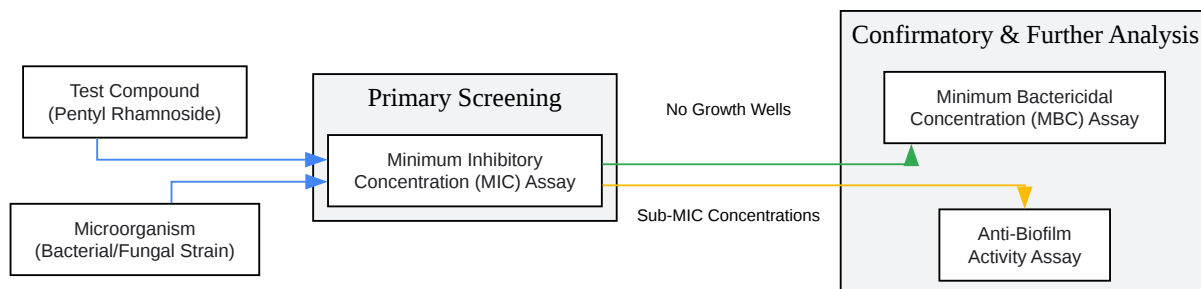 Test Compound
(Pentyl Rhamnoside)
Microorganism
(Bacterial/Fungal Strain)
Primary Screening
Minimum Inhibitory
Concentration (MIC) Assay
No Growth Wells
Sub-MIC Concentrations
Confirmatory & Further Analysis
Minimum Bactericidal
Concentration (MBC) Assay
Anti-Biofilm
Activity Assay